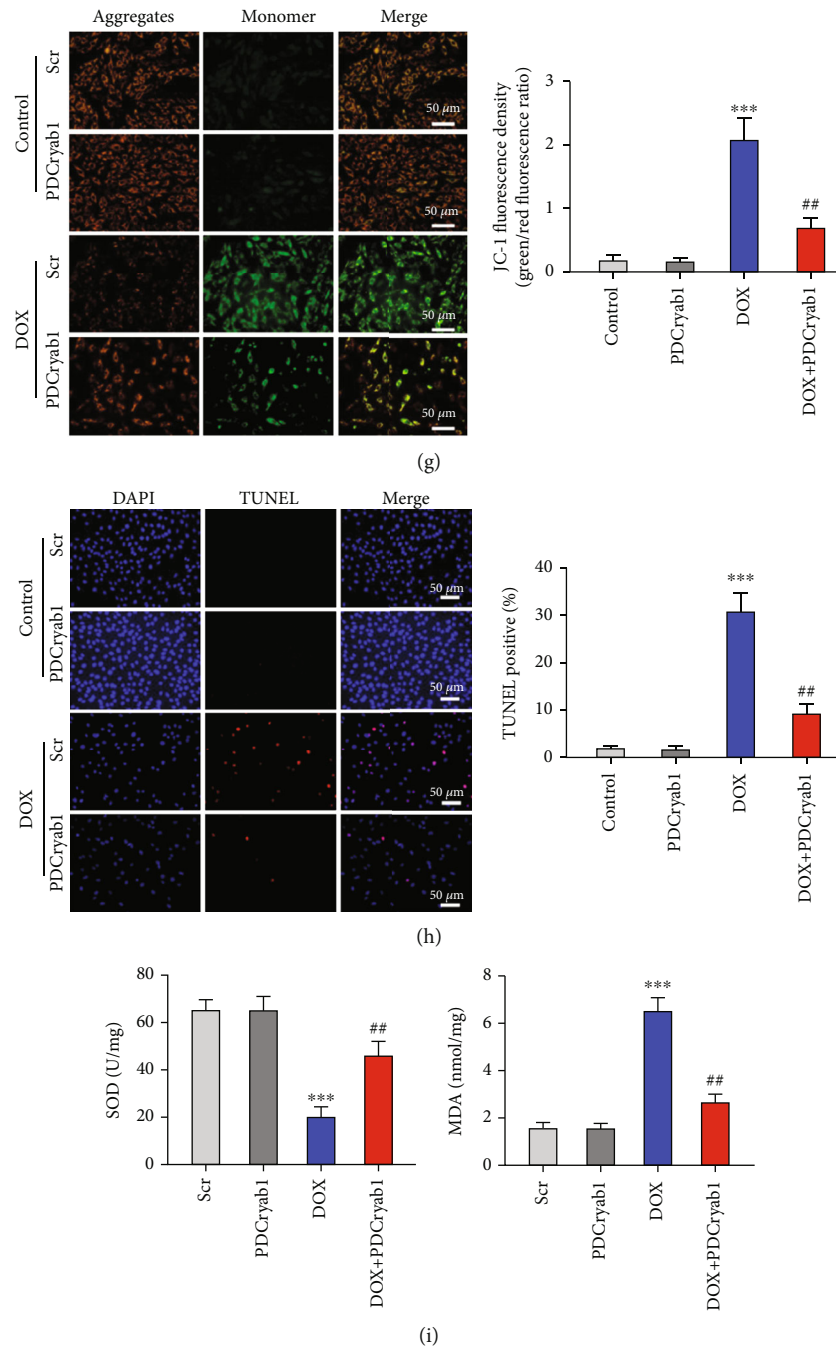 Aggregates Monomer Merge
Control
Scr
50 µm
PDCryab1
50 µm
DOX
Scr
50 µm
PDCryab1
50 µm
JC-1 fluorescence density
(green/red fluorescence ratio)
3
2
1
0
***
##
Control
PDCryab1
DOX
DOX+PDCryab1
(g)
DAPI TUNEL Merge
Control
Scr
50 µm
PDCryab1
50 µm
DOX
Scr
50 µm
PDCryab1
50 µm
TUNEL positive (%)
40
30
20
10
0
***
##
Control
PDCryab1
DOX
DOX+PDCryab1
(h)
SOD (U/mg)
80
60
40
20
0
***
##
Scr
PDCryab1
DOX
DOX+PDCryab1
MDA (nmol/mg)
8
6
4
2
0
***
##
Scr
PDCryab1
DOX
DOX+PDCryab1
(i)